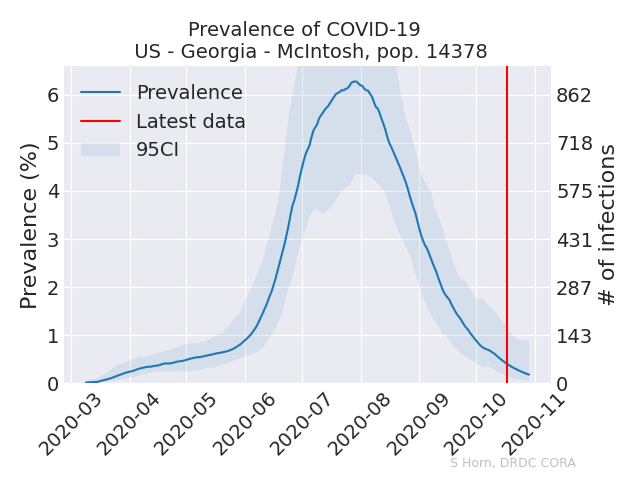 Prevalence of COVID-19
US - Georgia - McIntosh, pop. 14378
Prevalence
Latest data
95CI
Prevalence (%)
6
5
4
3
2
1
0
862
718
575
431
287
143
0
# of infections
2020-03
2020-04
2020-05
2020-06
2020-07
2020-08
2020-09
2020-10
2020-11
S Horn, DRDC CORA